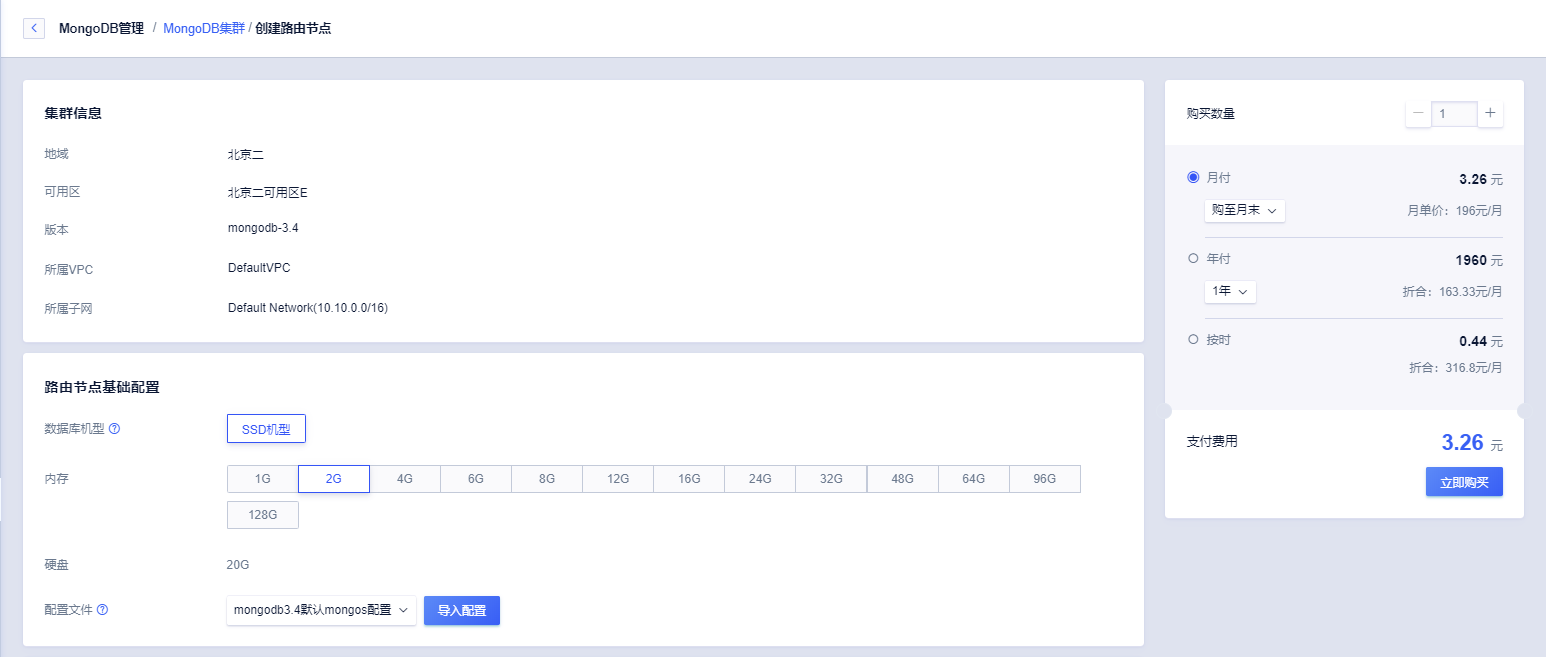 MongoDB管理 / MongoDB集群 / 创建路由节点
集群信息
地域 北京二
可用区 北京二可用区E
版本 mongodb-3.4
所属VPC DefaultVPC
所属子网 Default Network(10.10.0.0/16)
路由节点基础配置
数据库机型 SSD机型
内存 1G 2G 4G 6G 8G 12G 16G 24G 32G 48G 64G 96G
128G
硬盘 20G
配置文件 mongodb3.4默认mongos配置 导入配置
购买数量 1
月付 3.26 元
购至月末 月单价：196元/月
年付 1960 元
1年 折合：163.33元/月
按时 0.44 元
折合：316.8元/月
支付费用 3.26 元
立即购买